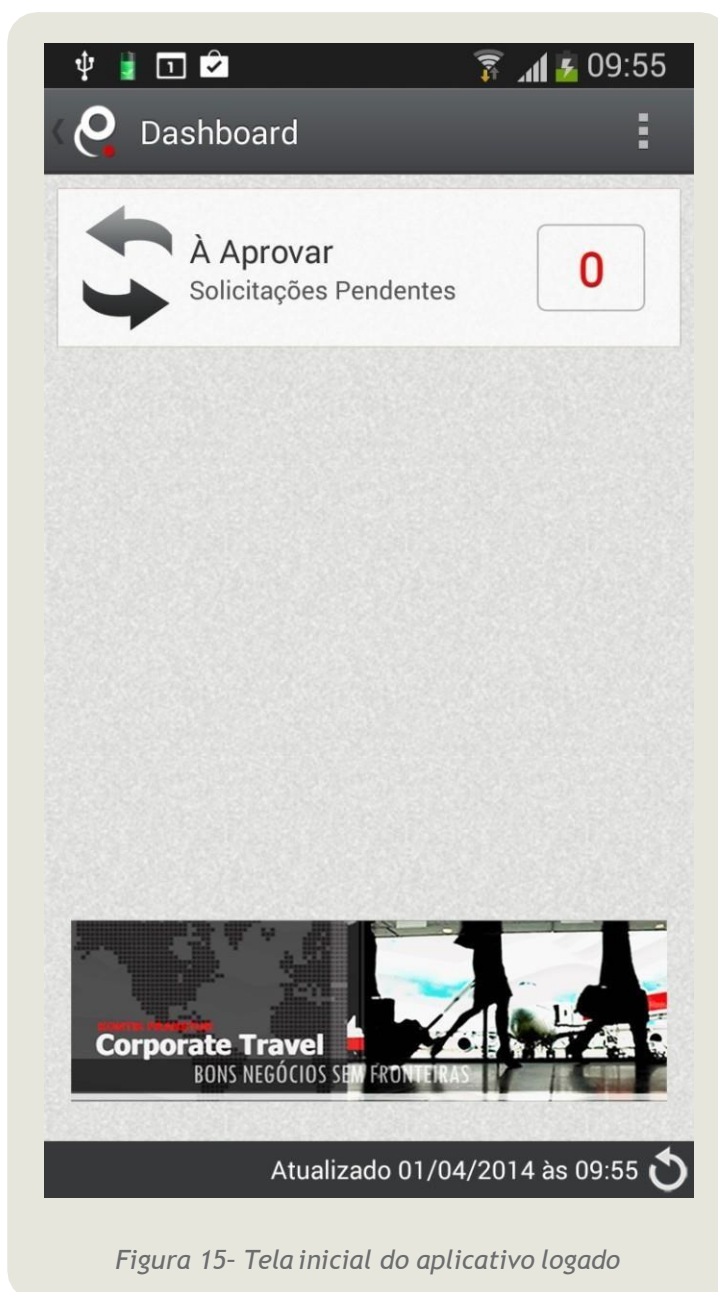 1
09:55
Dashboard
À Aprovar
Solicitações Pendentes
0
Corporate Travel
BONS NEGÓCIOS SEM FRONTEIRAS
Atualizado 01/04/2014 às 09:55
Figura 15– Tela inicial do aplicativo logado